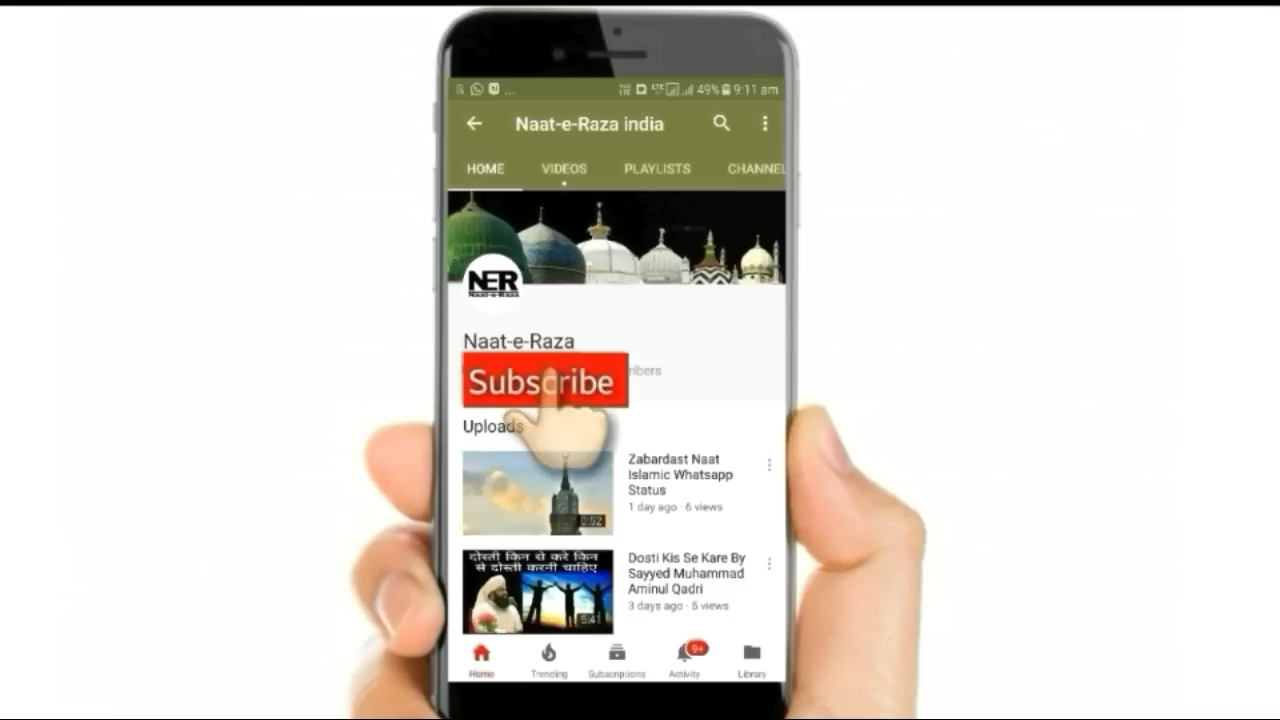 49% 9:11 am
Naat-e-Raza india
HOME VIDEOS PLAYLISTS CHANNEL
NER
Naat-e-Raza
Naat-e-Raza
Subscribe
ribers
Uploads
Zabardast Naat
Islamic Whatsapp
Status
1 day ago · 6 views
0:52
दोस्ती किन से करे किन
से दोस्ती करनी चाहिए
Dosti Kis Se Kare By
Sayyed Muhammad
Aminul Qadri
3 days ago · 5 views
5:41
9+
Home Trending Subscriptions Activity Library